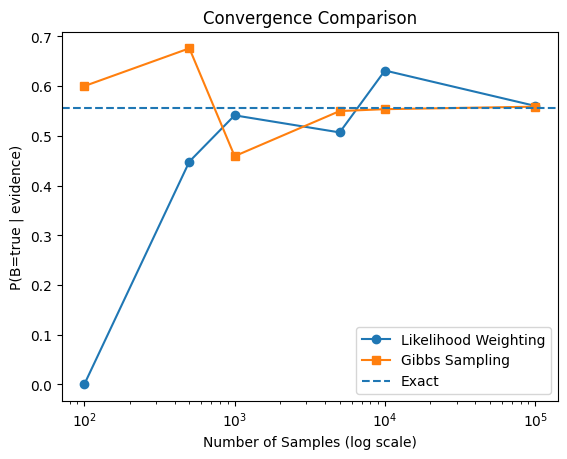 Convergence Comparison
P(B=true | evidence)
0.7
0.6
0.5
0.4
0.3
0.2
0.1
0.0
Likelihood Weighting
Gibbs Sampling
Exact
10²
10³
10⁴
10⁵
Number of Samples (log scale)